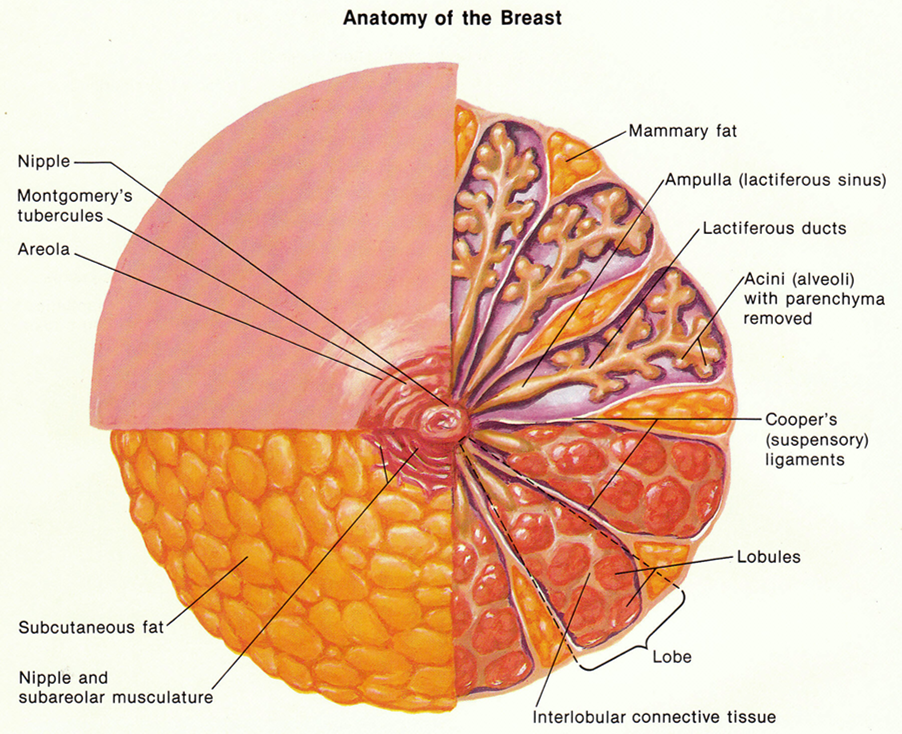 Anatomy of the Breast
Nipple
Montgomery's
tubercules
Areola
Subcutaneous fat
Nipple and
subareolar musculature
Mammary fat
Ampulla (lactiferous sinus)
Lactiferous ducts
Acini (alveoli)
with parenchyma
removed
Cooper's
(suspensory)
ligaments
Lobules
Lobe
Interlobular connective tissue